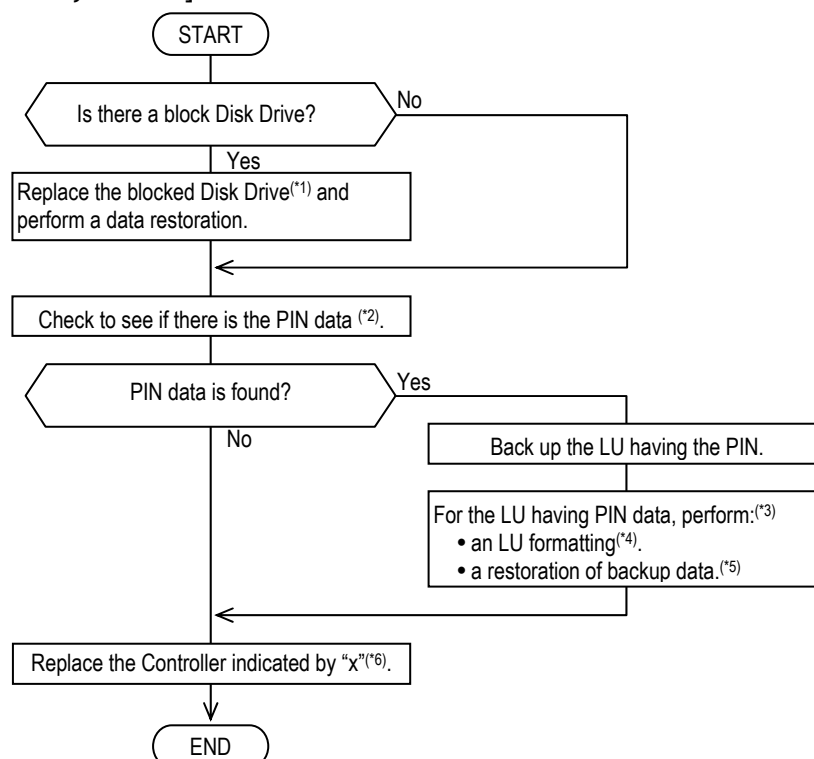 START
Is there a block Disk Drive?
No
Yes
Replace the blocked Disk Drive(*1) and
perform a data restoration.
Check to see if there is the PIN data (*2).
PIN data is found?
Yes
No
Back up the LU having the PIN.
For the LU having PIN data, perform:(*3)
• an LU formatting(*4).
• a restoration of backup data.(*5)
Replace the Controller indicated by “x”(*6).
END